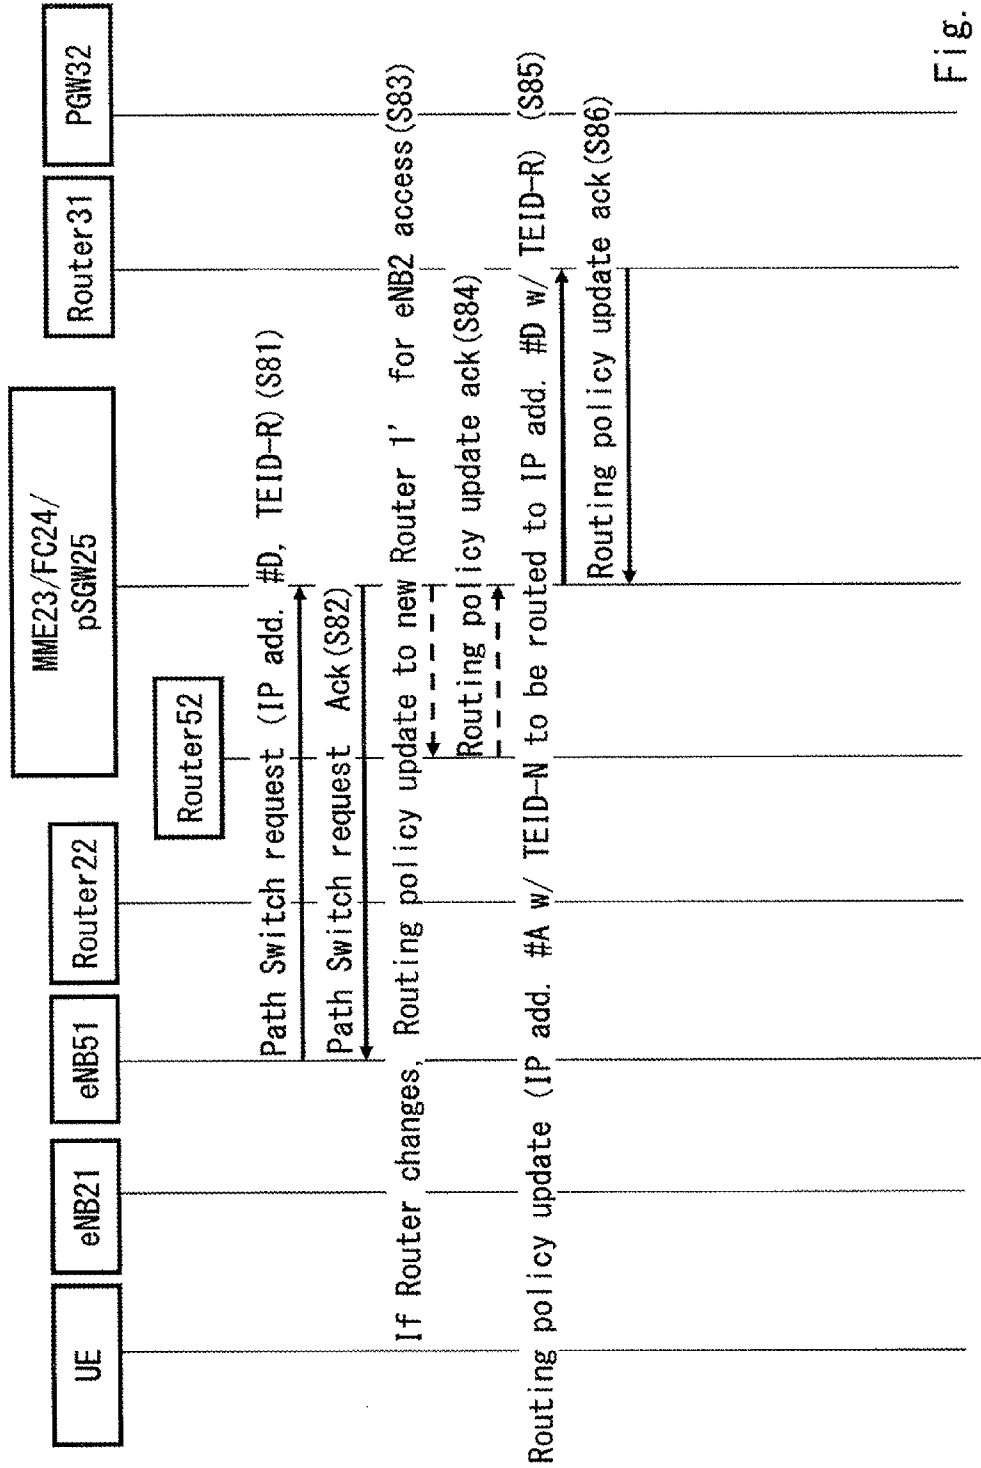 UE
eNB21
eNB51
Router22
Router52
MME23/FC24/
pSGW25
Router31
PGW32
Path Switch request (IP add. #D, TEID-R)(S81)
Path Switch request Ack(S82)
If Router changes, Routing policy update to new Router 1' for eNB2 access(S83)
Routing policy update ack(S84)
Routing policy update (IP add. #A w/ TEID-N to be routed to IP add. #D w/ TEID-R) (S85)
Routing policy update ack(S86)
Fig.